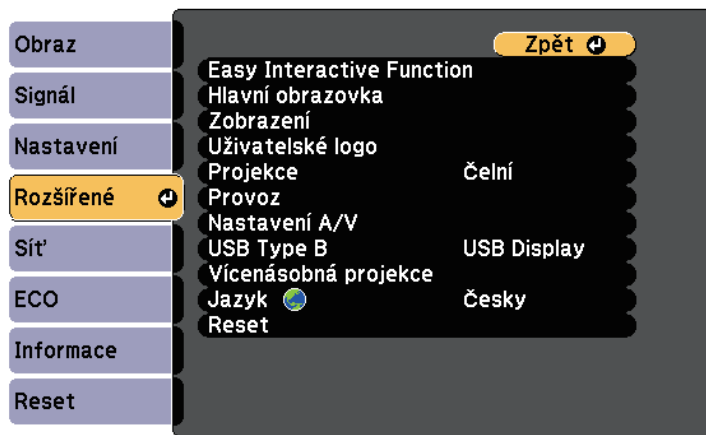 Obraz
Signál
Nastavení
Rozšířené
Síť
ECO
Informace
Reset
Zpět
Easy Interactive Function
Hlavní obrazovka
Zobrazení
Uživatelské logo
Projekce Čelní
Provoz
Nastavení A/V
USB Type B USB Display
Vícenásobná projekce
Jazyk Česky
Reset